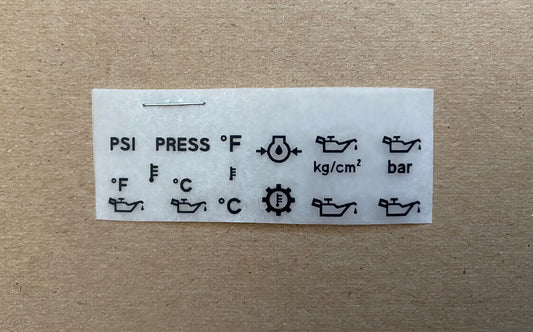 PSI PRESS °F
kg/cm² bar
°F °C
°C